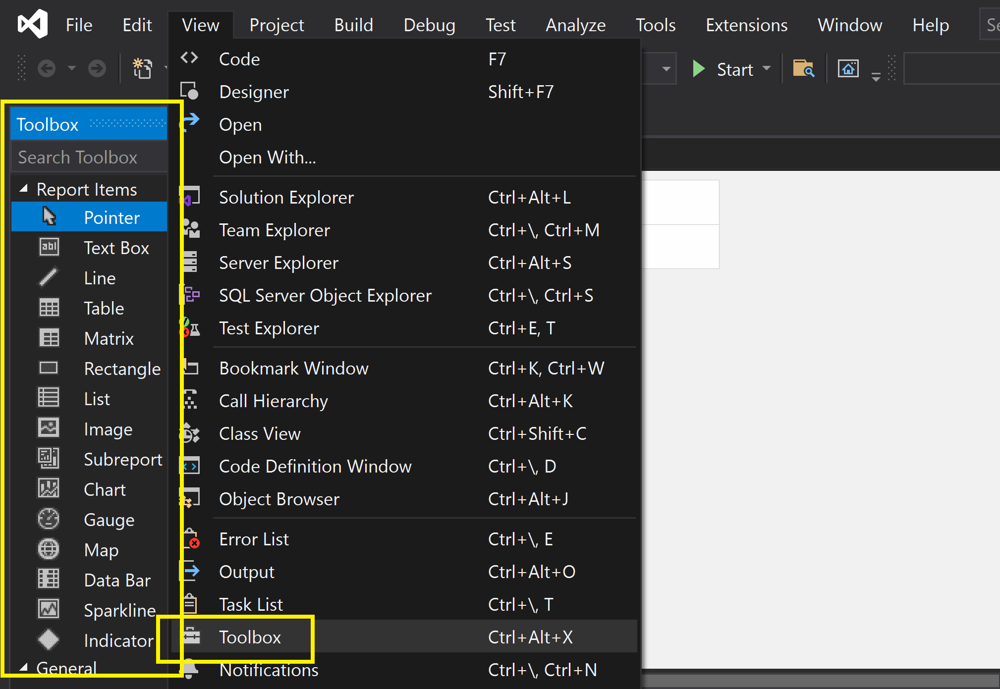 File Edit View Project Build Debug Test Analyze Tools Extensions Window Help Se
Start
Toolbox
Search Toolbox
Report Items
Pointer
abl Text Box
Line
Table
Matrix
Rectangle
List
Image
Subreport
Chart
Gauge
Map
Data Bar
Sparkline
Indicator
General
Code F7
Designer Shift+F7
Open
Open With...
Solution Explorer Ctrl+Alt+L
Team Explorer Ctrl+\, Ctrl+M
Server Explorer Ctrl+Alt+S
SQL Server Object Explorer Ctrl+\, Ctrl+S
Test Explorer Ctrl+E, T
Bookmark Window Ctrl+K, Ctrl+W
Call Hierarchy Ctrl+Alt+K
Class View Ctrl+Shift+C
Code Definition Window Ctrl+\, D
Object Browser Ctrl+Alt+J
Error List Ctrl+\, E
Output Ctrl+Alt+O
Task List Ctrl+\, T
Toolbox Ctrl+Alt+X
Notifications Ctrl+\, Ctrl+N